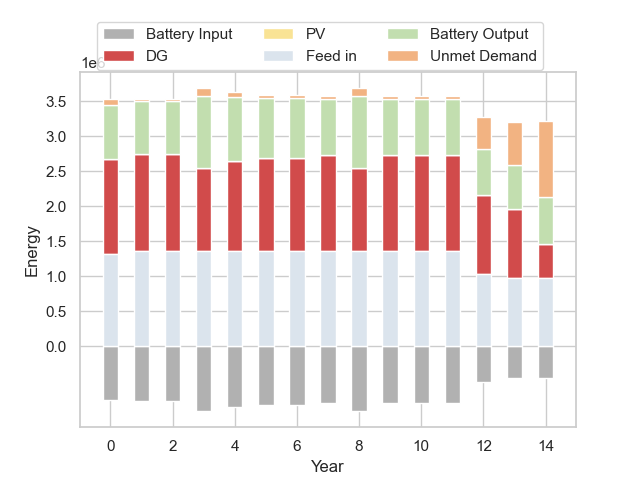 Battery Input PV Battery Output
DG Feed in Unmet Demand
1e6
3.5
3.0
2.5
2.0
1.5
1.0
0.5
0.0
Energy
0 2 4 6 8 10 12 14
Year